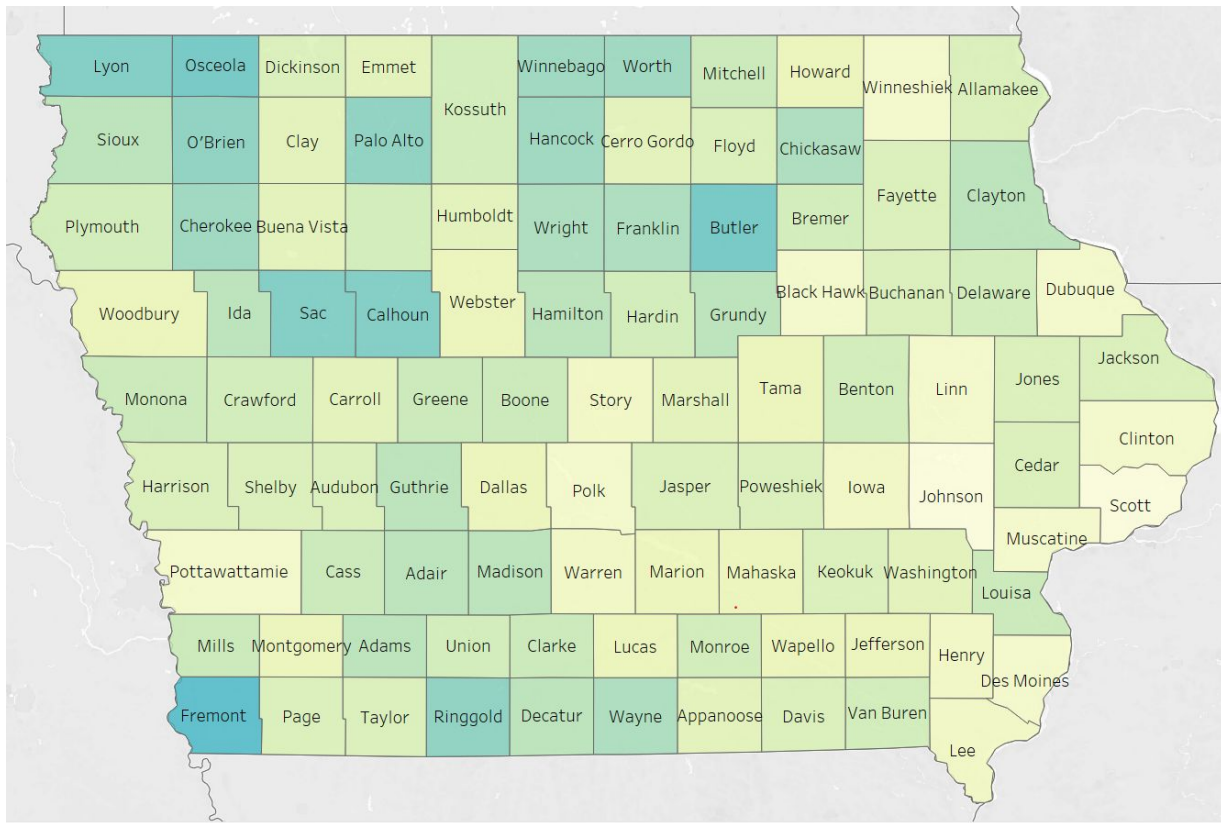 Lyon
Osceola
Dickinson
Emmet
Kossuth
Winnebago
Worth
Mitchell
Howard
Winneshiek
Allamakee
Sioux
O'Brien
Clay
Palo Alto
Hancock
Cerro Gordo
Floyd
Chickasaw
Plymouth
Cherokee
Buena Vista
Humboldt
Wright
Franklin
Butler
Bremer
Fayette
Clayton
Woodbury
Ida
Sac
Calhoun
Webster
Hamilton
Hardin
Grundy
Black Hawk
Buchanan
Delaware
Dubuque
Monona
Crawford
Carroll
Greene
Boone
Story
Marshall
Tama
Benton
Linn
Jones
Jackson
Clinton
Harrison
Shelby
Audubon
Guthrie
Dallas
Polk
Jasper
Poweshiek
Iowa
Johnson
Cedar
Scott
Muscatine
Pottawattamie
Cass
Adair
Madison
Warren
Marion
Mahaska
Keokuk
Washington
Louisa
Mills
Montgomery
Adams
Union
Clarke
Lucas
Monroe
Wapello
Jefferson
Henry
Des Moines
Fremont
Page
Taylor
Ringgold
Decatur
Wayne
Appanoose
Davis
Van Buren
Lee